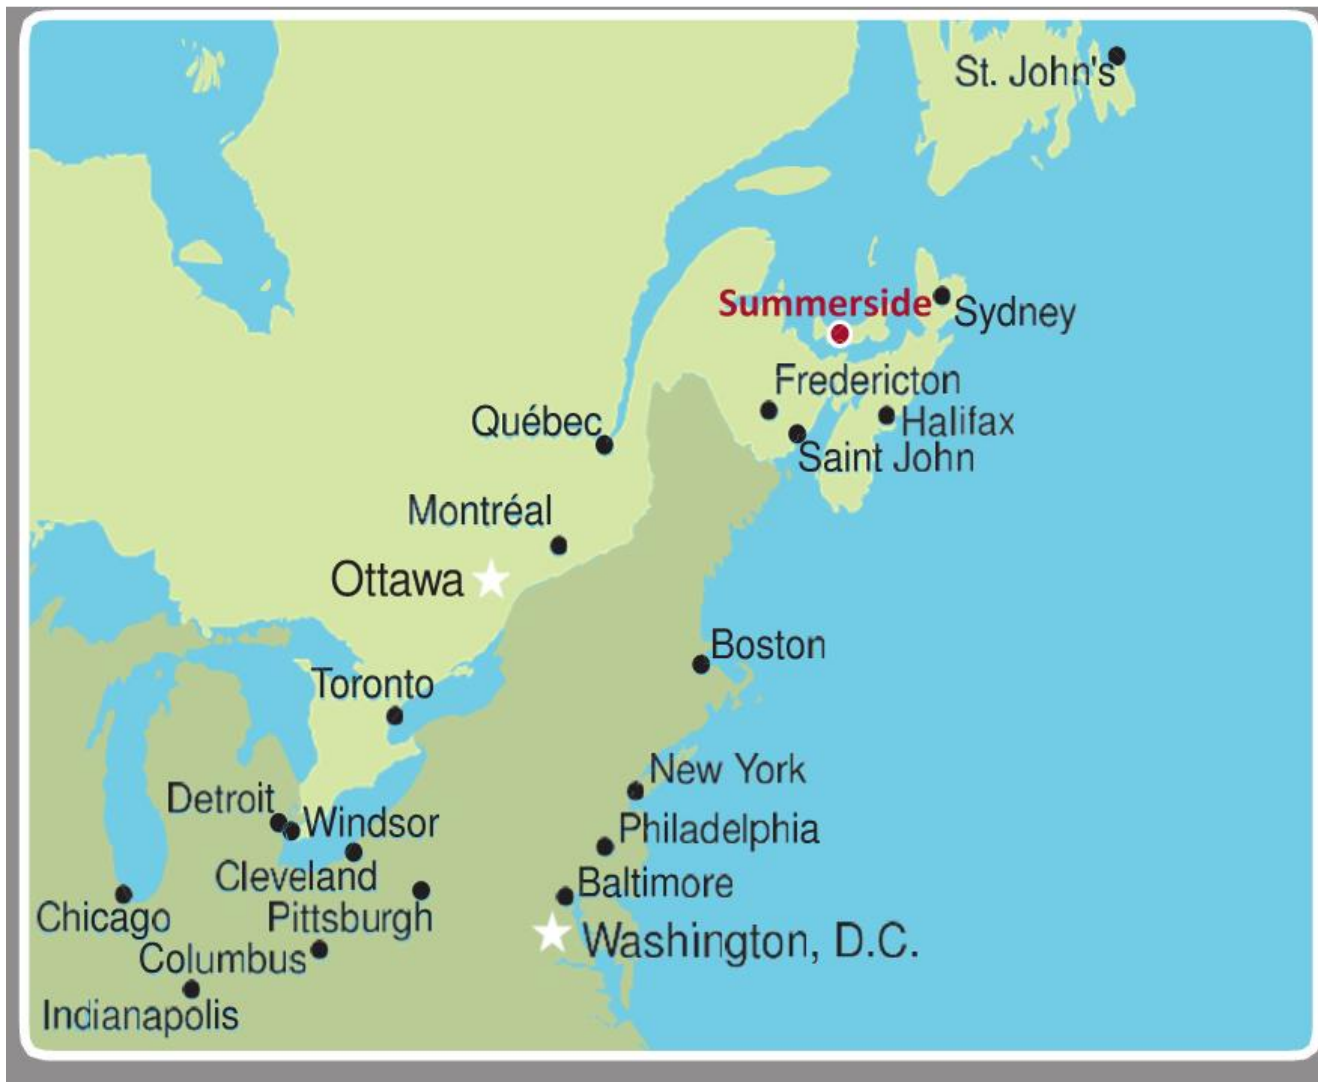 St. John's
Summerside
Sydney
Fredericton
Halifax
Québec
Saint John
Montréal
Ottawa
Boston
Toronto
New York
Detroit
Windsor
Philadelphia
Cleveland
Baltimore
Chicago
Pittsburgh
Washington, D.C.
Columbus
Indianapolis